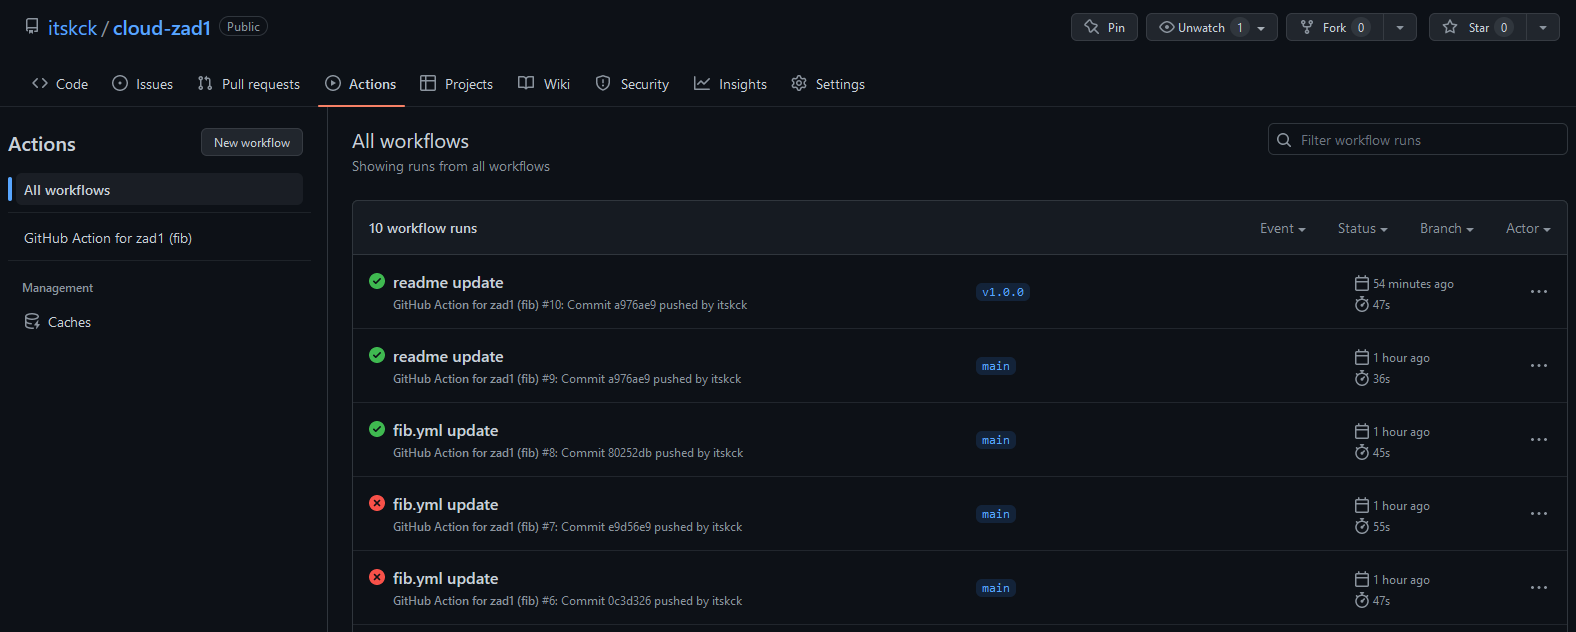 itskck / cloud-zad1 Public Pin Unwatch 1 Fork 0 Star 0
Code Issues Pull requests Actions Projects Wiki Security Insights Settings
Actions New workflow
All workflows
GitHub Action for zad1 (fib)
Management
Caches
All workflows
Showing runs from all workflows
Filter workflow runs
10 workflow runs Event Status Branch Actor
readme update
GitHub Action for zad1 (fib) #10: Commit a976ae9 pushed by itskck
v1.0.0
54 minutes ago
47s
readme update
GitHub Action for zad1 (fib) #9: Commit a976ae9 pushed by itskck
main
1 hour ago
36s
fib.yml update
GitHub Action for zad1 (fib) #8: Commit 80252db pushed by itskck
main
1 hour ago
45s
fib.yml update
GitHub Action for zad1 (fib) #7: Commit e9d56e9 pushed by itskck
main
1 hour ago
55s
fib.yml update
GitHub Action for zad1 (fib) #6: Commit 0c3d326 pushed by itskck
main
1 hour ago
47s